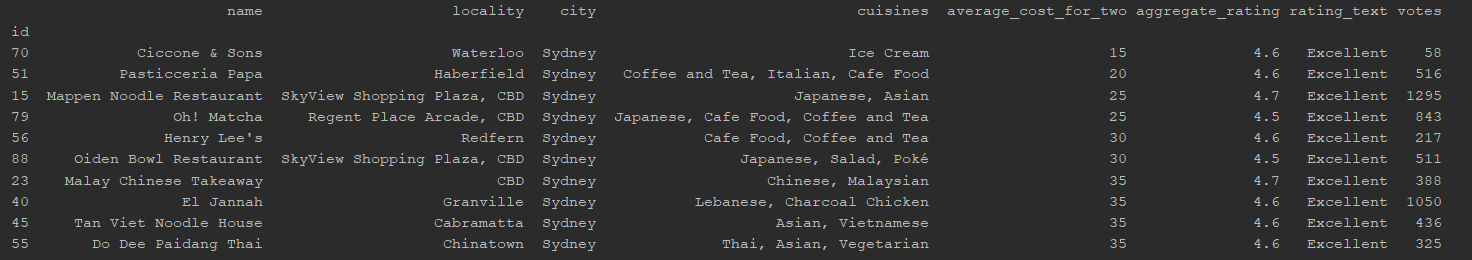 name locality city cuisines average_cost_for_two aggregate_rating rating_text votes
id
70 Ciccone & Sons Waterloo Sydney Ice Cream 15 4.6 Excellent 58
51 Pasticceria Papa Haberfield Sydney Coffee and Tea, Italian, Cafe Food 20 4.6 Excellent 516
15 Mappen Noodle Restaurant SkyView Shopping Plaza, CBD Sydney Japanese, Asian 25 4.7 Excellent 1295
79 Oh! Matcha Regent Place Arcade, CBD Sydney Japanese, Cafe Food, Coffee and Tea 25 4.5 Excellent 843
56 Henry Lee's Redfern Sydney Cafe Food, Coffee and Tea 30 4.6 Excellent 217
88 Oiden Bowl Restaurant SkyView Shopping Plaza, CBD Sydney Japanese, Salad, Poké 30 4.5 Excellent 511
23 Malay Chinese Takeaway CBD Sydney Chinese, Malaysian 35 4.7 Excellent 388
40 El Jannah Granville Sydney Lebanese, Charcoal Chicken 35 4.6 Excellent 1050
45 Tan Viet Noodle House Cabramatta Sydney Asian, Vietnamese 35 4.6 Excellent 436
55 Do Dee Paidang Thai Chinatown Sydney Thai, Asian, Vegetarian 35 4.6 Excellent 325